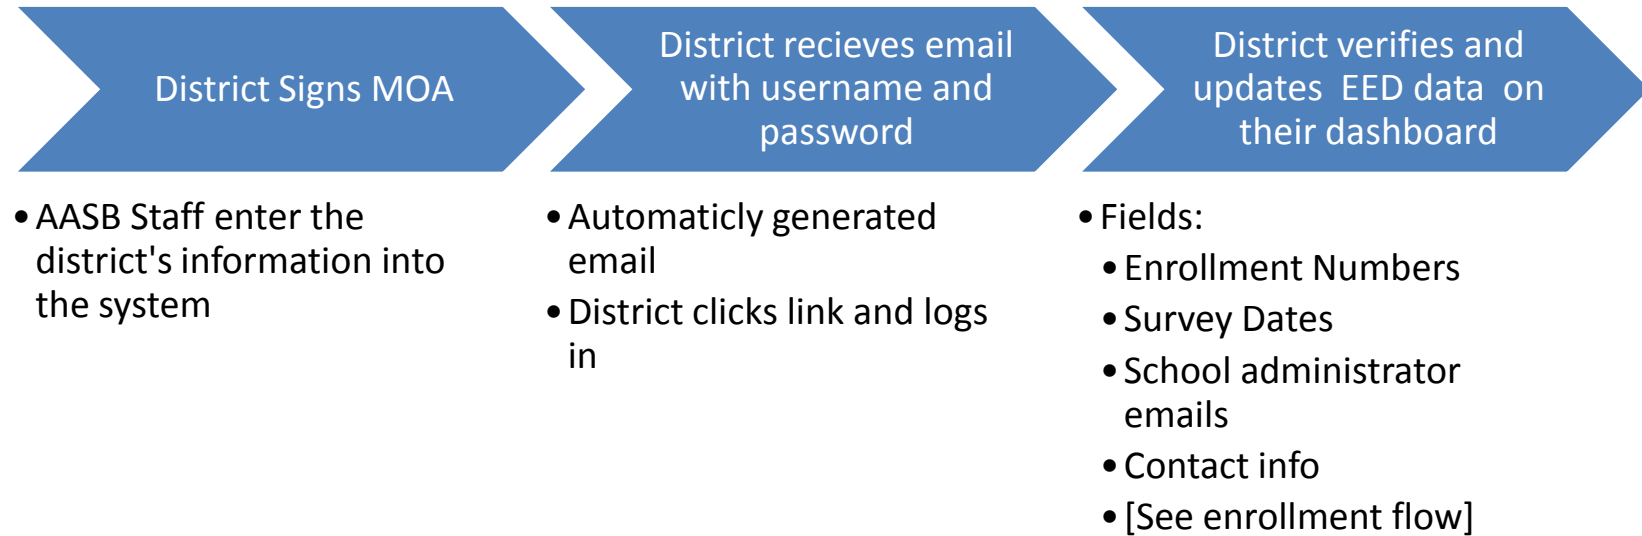 District Signs MOA
• AASB Staff enter the
district's information into
the system
District recieves email
with username and
password
• Automaticly generated
email
• District clicks link and logs
in
District verifies and
updates EED data on
their dashboard
• Fields:
• Enrollment Numbers
• Survey Dates
• School administrator
emails
• Contact info
• [See enrollment flow]